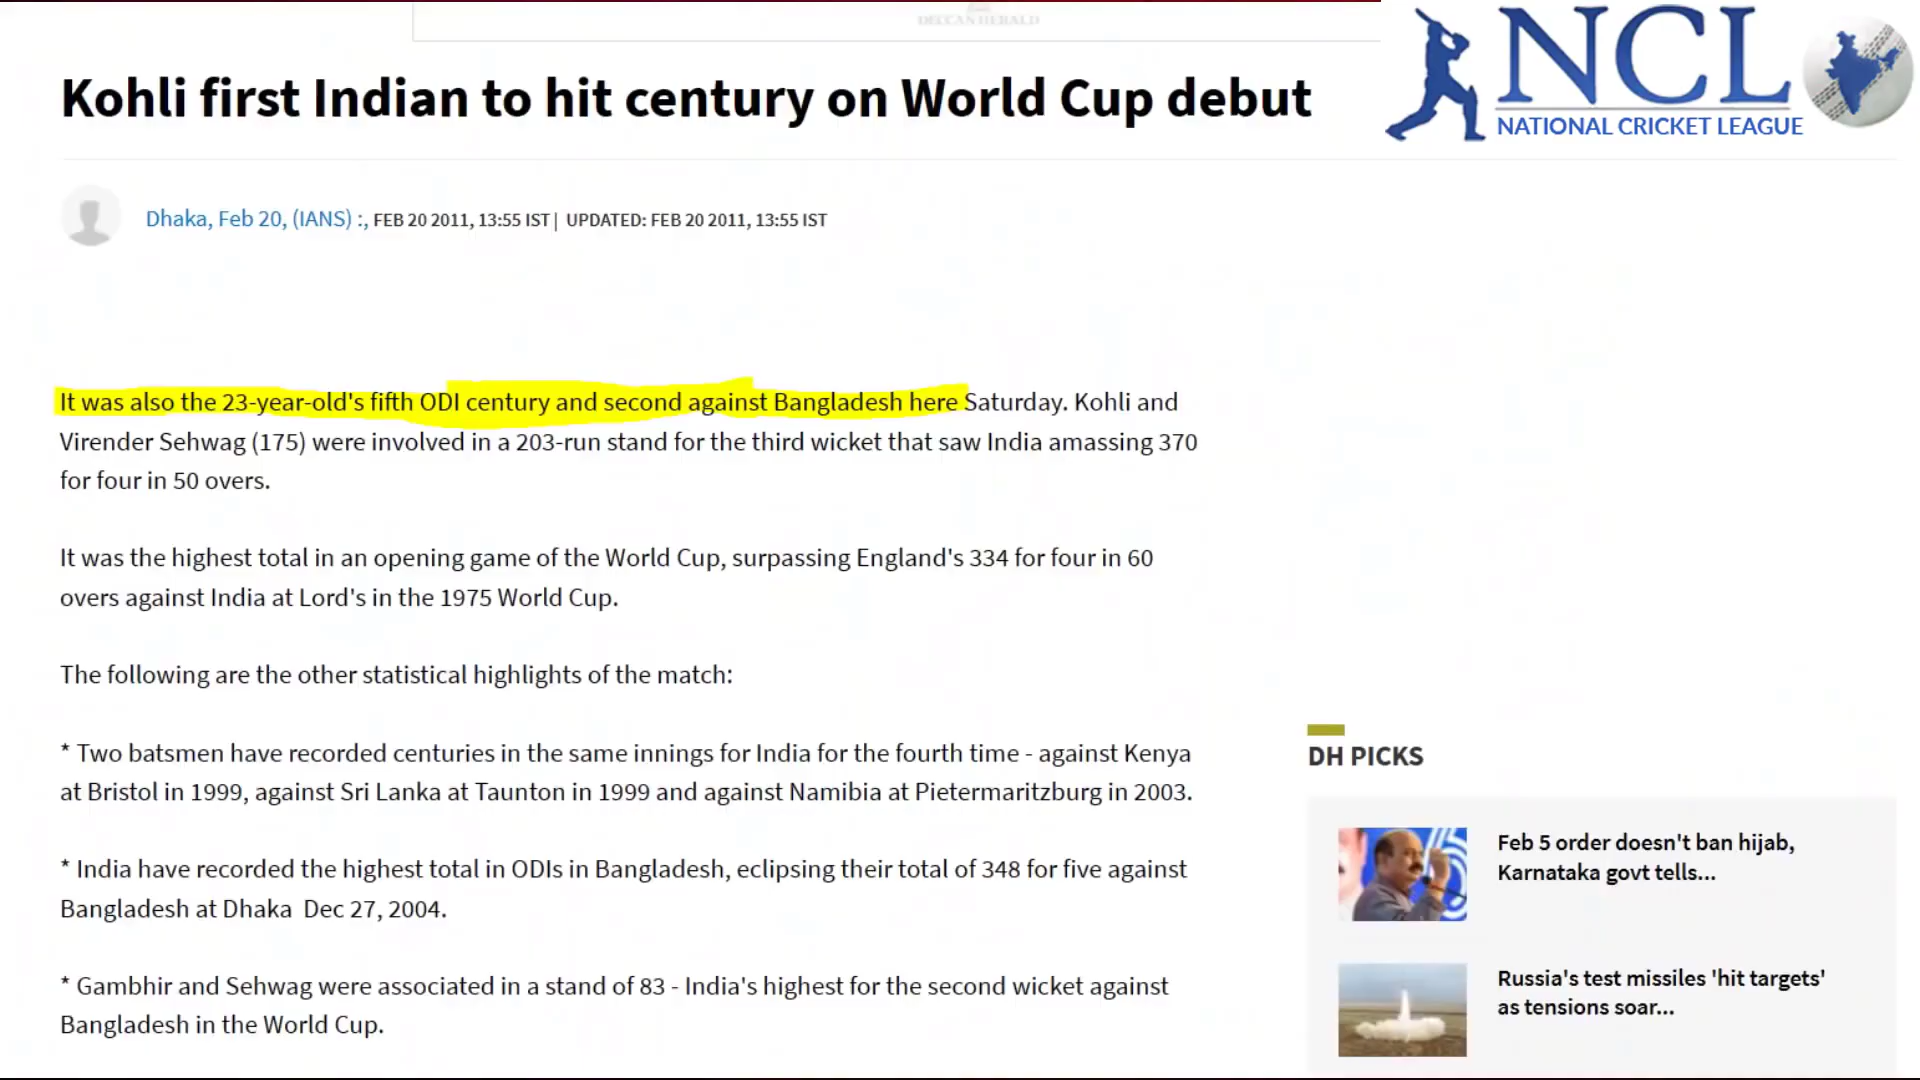 DECCAN HERALD
NCL
NATIONAL CRICKET LEAGUE
Kohli first Indian to hit century on World Cup debut
Dhaka, Feb 20, (IANS) :, FEB 20 2011, 13:55 IST | UPDATED: FEB 20 2011, 13:55 IST
It was also the 23-year-old's fifth ODI century and second against Bangladesh here Saturday. Kohli and
Virender Sehwag (175) were involved in a 203-run stand for the third wicket that saw India amassing 370
for four in 50 overs.
It was the highest total in an opening game of the World Cup, surpassing England's 334 for four in 60
overs against India at Lord's in the 1975 World Cup.
The following are the other statistical highlights of the match:
* Two batsmen have recorded centuries in the same innings for India for the fourth time - against Kenya
at Bristol in 1999, against Sri Lanka at Taunton in 1999 and against Namibia at Pietermaritzburg in 2003.
* India have recorded the highest total in ODIs in Bangladesh, eclipsing their total of 348 for five against
Bangladesh at Dhaka Dec 27, 2004.
* Gambhir and Sehwag were associated in a stand of 83 - India's highest for the second wicket against
Bangladesh in the World Cup.
DH PICKS
Feb 5 order doesn't ban hijab,
Karnataka govt tells...
Russia's test missiles 'hit targets'
as tensions soar...